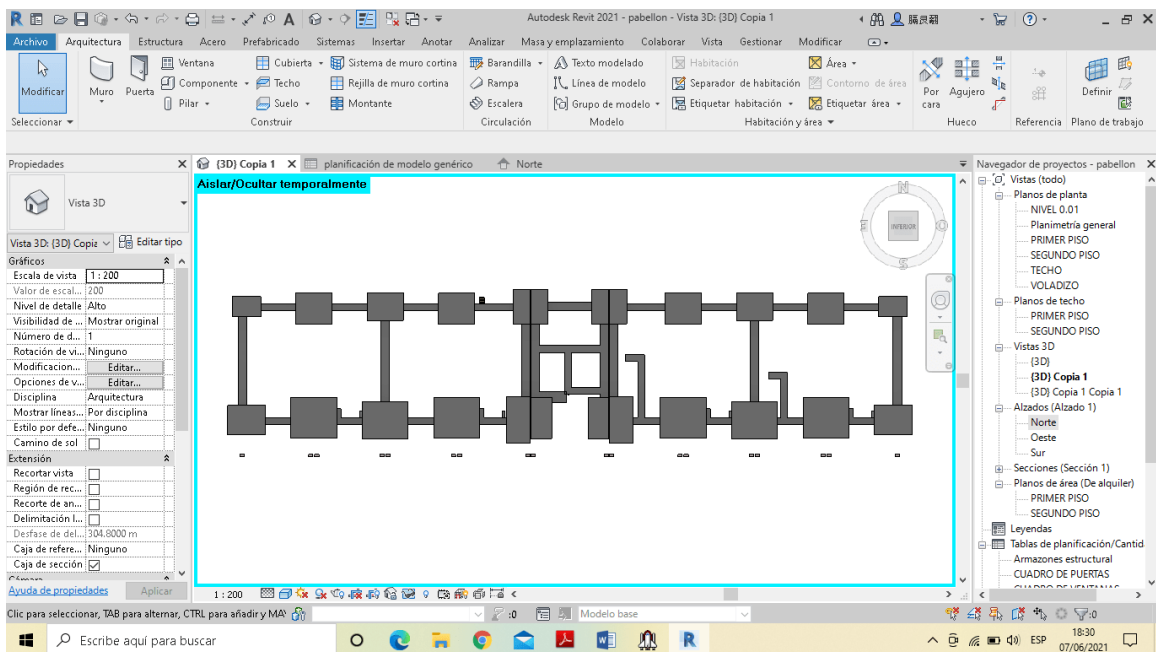 Autodesk Revit 2021 - pabellon - Vista 3D: {3D} Copia 1
Archivo Arquitectura Estructura Acero Prefabricado Sistemas Insertar Anotar Analizar Masa y emplazamiento Colaborar Vista Gestionar Modificar
Modificar
Muro
Puerta
Ventana
Componente
Pilar
Cubierta
Techo
Suelo
Sistema de muro cortina
Rejilla de muro cortina
Montante
Barandilla
Rampa
Escalera
Texto modelado
Línea de modelo
Grupo de modelo
Habitación
Separador de habitación
Etiquetar habitación
Área
Contorno de área
Etiquetar área
Por cara
Agujero
Definir
Seleccionar
Construir
Circulación
Modelo
Habitación y área
Hueco
Referencia
Plano de trabajo
Propiedades
{3D} Copia 1
planificación de modelo genérico
Norte
Navegador de proyectos - pabellon
Vista 3D
Vista 3D: {3D} Copia
Editar tipo
Gráficos
Escala de vista 1 : 200
Valor de escal... 200
Nivel de detalle Alto
Visibilidad de ... Mostrar original
Número de d... 1
Rotación de vi... Ninguno
Modificacion... Editar...
Opciones de v... Editar...
Disciplina Arquitectura
Mostrar líneas... Por disciplina
Estilo por defe... Ninguno
Camino de sol
Extensión
Recortar vista
Región de rec...
Recorte de an...
Delimitación l...
Desfase de del... 304.8000 m
Caja de refere... Ninguno
Caja de sección
Cámara
Ayuda de propiedades
Aplicar
Aislar/Ocultar temporalmente
N
E
INFERIOR
O
S
1 : 200
Vistas (todo)
Planos de planta
NIVEL 0.01
Planimetría general
PRIMER PISO
SEGUNDO PISO
TECHO
VOLADIZO
Planos de techo
PRIMER PISO
SEGUNDO PISO
Vistas 3D
{3D}
{3D} Copia 1
{3D} Copia 1 Copia 1
Alzados (Alzado 1)
Norte
Oeste
Sur
Secciones (Sección 1)
Planos de área (De alquiler)
PRIMER PISO
SEGUNDO PISO
Leyendas
Tablas de planificación/Cantid
Armazones estructural
CUADRO DE PUERTAS
CUADRO DE VENTANAS
Clic para seleccionar, TAB para alternar, CTRL para añadir y MA
:0
Modelo base
:0
Escribe aquí para buscar
ESP
18:30
07/06/2021